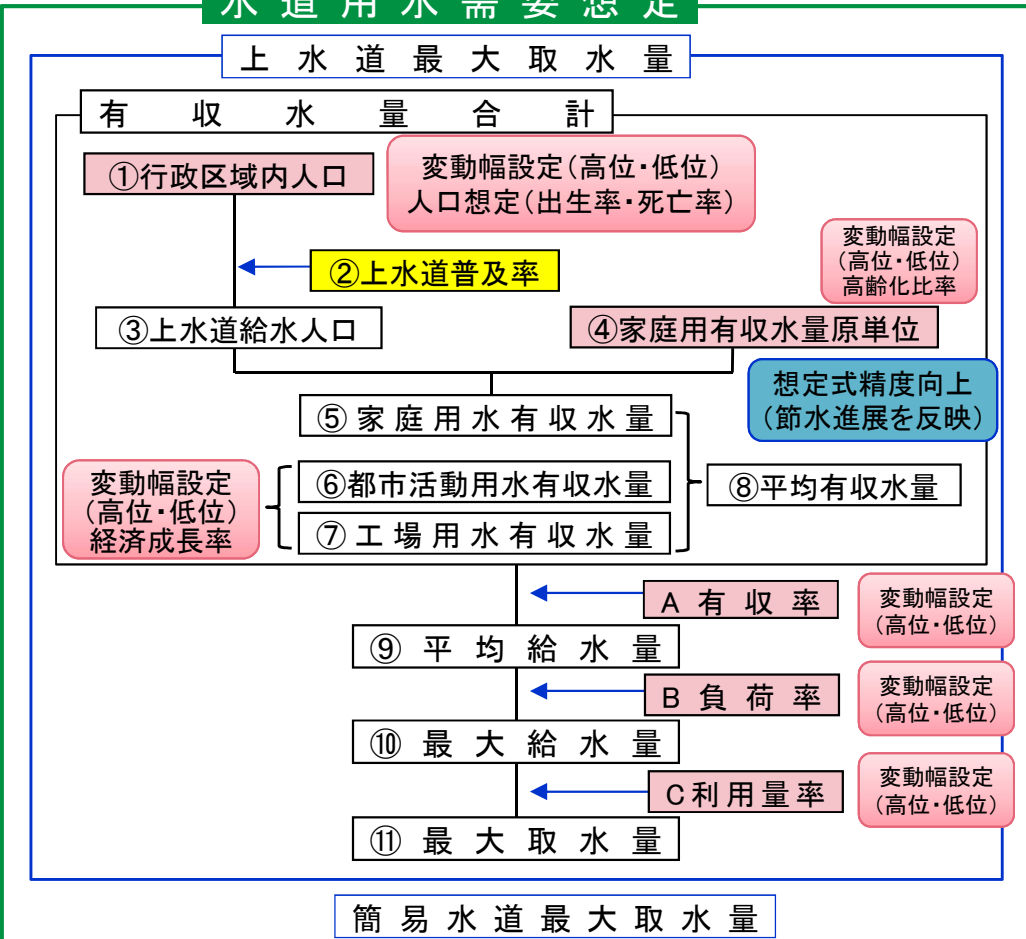 水道用水需要想定
上水道最大取水量
有収水量合計
①行政区域内人口
変動幅設定(高位・低位)
人口想定(出生率・死亡率)
②上水道普及率
変動幅設定
(高位・低位)
高齢化比率
③上水道給水人口
④家庭用有収水量原単位
想定式精度向上
(節水進展を反映)
⑤家庭用水有収水量
変動幅設定
(高位・低位)
経済成長率
⑥都市活動用水有収水量
⑦工場用水有収水量
⑧平均有収水量
A有収率
変動幅設定
(高位・低位)
⑨平均給水量
B負荷率
変動幅設定
(高位・低位)
⑩最大給水量
C利用量率
変動幅設定
(高位・低位)
⑪最大取水量
簡易水道最大取水量